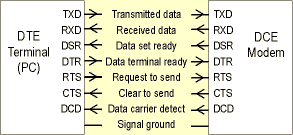 TXD Transmitted data TXD
RXD Received data RXD
DTE DSR Data set ready DSR DCE
Terminal DTR Data terminal ready DTR Modem
(PC) RTS Request to send RTS
CTS Clear to send CTS
DCD Data carrier detect DCD
Signal ground